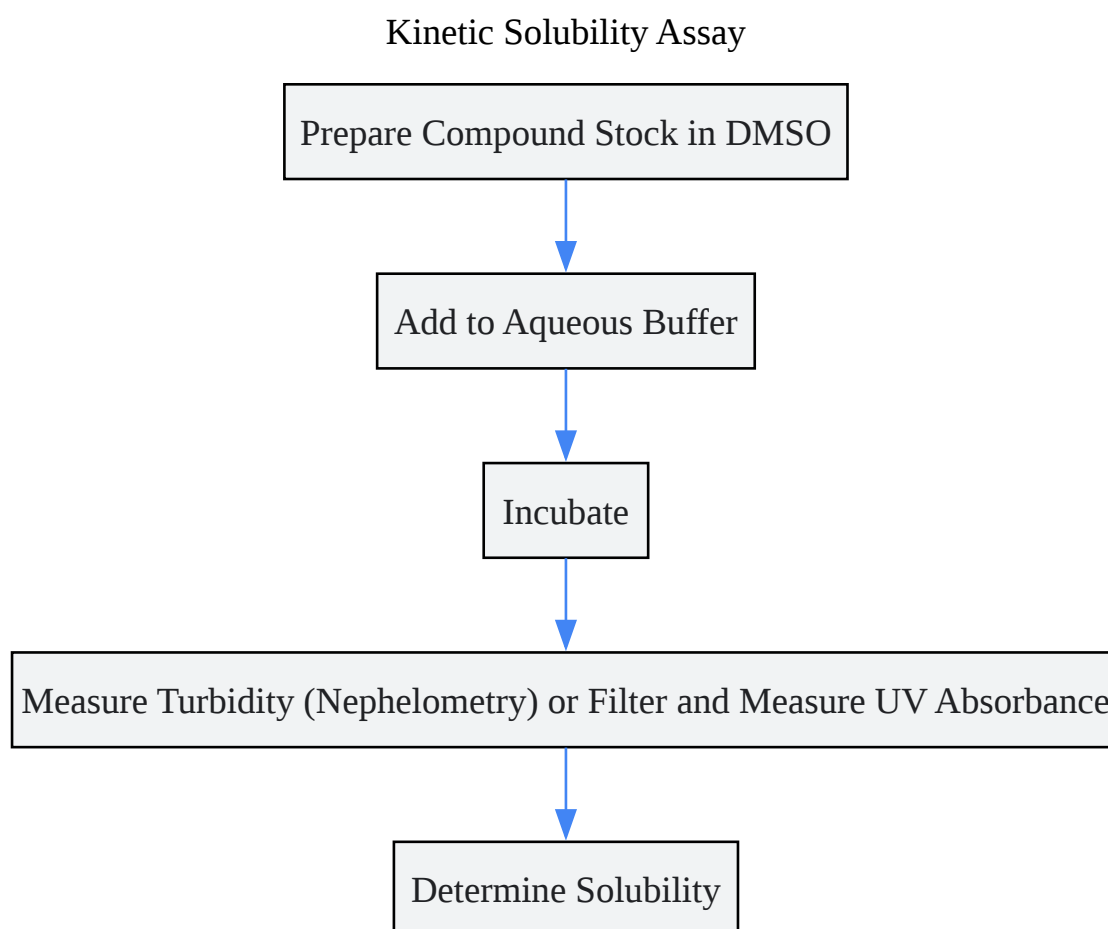 Kinetic Solubility Assay
Prepare Compound Stock in DMSO
Add to Aqueous Buffer
Incubate
Measure Turbidity (Nephelometry) or Filter and Measure UV Absorbance
Determine Solubility